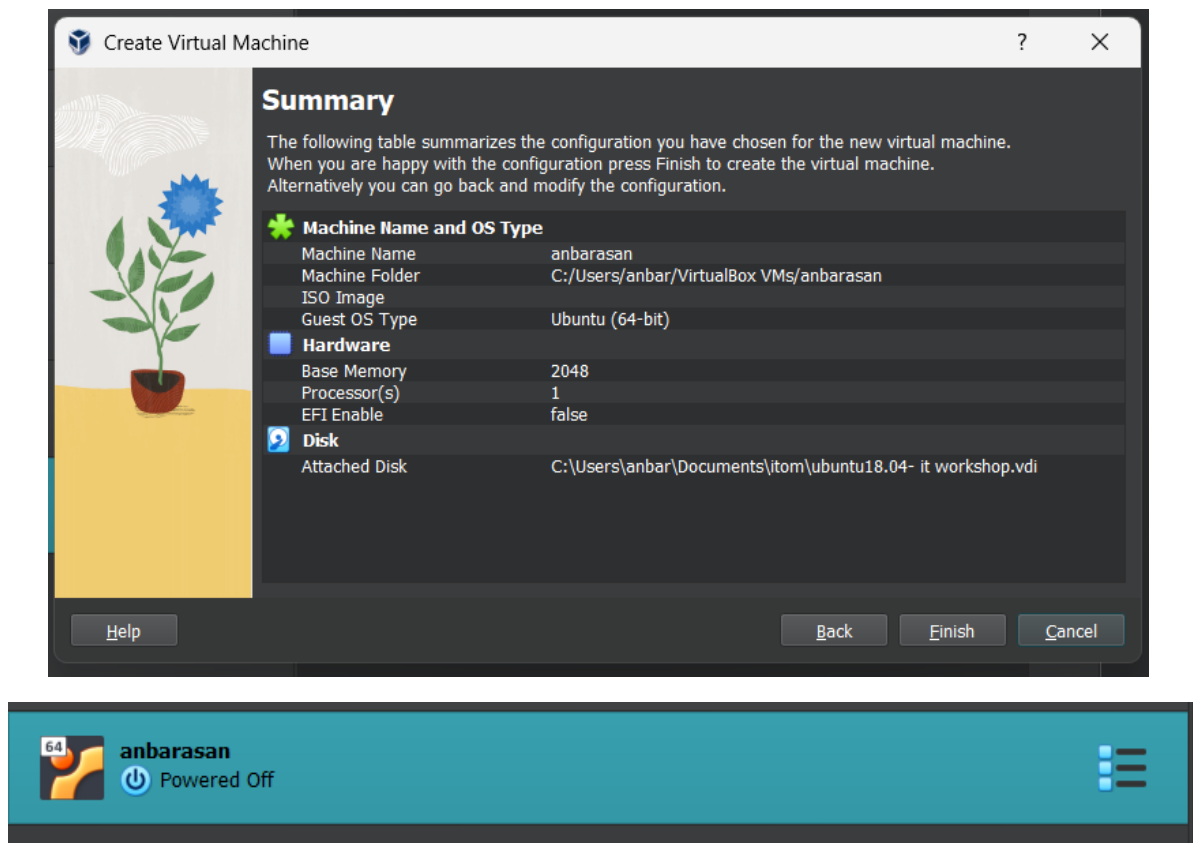 Create Virtual Machine ?
Summary
The following table summarizes the configuration you have chosen for the new virtual machine.
When you are happy with the configuration press Finish to create the virtual machine.
Alternatively you can go back and modify the configuration.
Machine Name and OS Type
Machine Name anbarasan
Machine Folder C:/Users/anbar/VirtualBox VMs/anbarasan
ISO Image
Guest OS Type Ubuntu (64-bit)
Hardware
Base Memory 2048
Processor(s) 1
EFI Enable false
Disk
Attached Disk C:\Users\anbar\Documents\itom\ubuntu18.04- it workshop.vdi
Help Back Finish Cancel
64
anbarasan
Powered Off